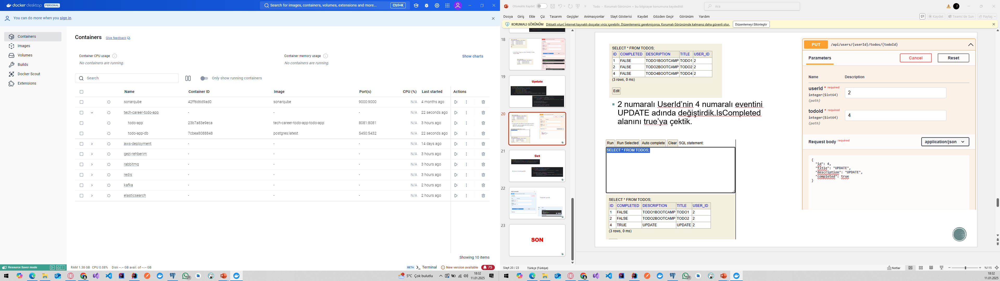 docker desktop PERSONAL
Search for images, containers, volumes, extensions and more... Ctrl+K
You can do more when you sign in.
Containers
Images
Volumes
Builds
Docker Scout
Extensions
Containers Give feedback
Container CPU usage
No containers are running.
Container memory usage
No containers are running.
Show charts
Search
Only show running containers
Name Container ID Image Port(s) CPU (%) Last started Actions
sonarqube 42ff6d6d9ad0 sonarqube 9000:9000 N/A 4 months ago
tech-career-todo-app - - - N/A 22 seconds ago
todo-app 23b7a83e9eca tech-career-todo-app-todo-app 8081:8081 N/A 3 hours ago
todo-app-db 7cbea8088848 postgres:latest 5450:5432 N/A 22 seconds ago
aws-deployment - - - N/A 14 days ago
gezi-rehberim - - - N/A 3 hours ago
rabbitmq - - - N/A 3 hours ago
redis - - - N/A 3 hours ago
kafka - - - N/A 2 hours ago
elasticsearch - - - N/A 2 hours ago
Showing 10 items
Resource Saver mode
RAM 1.38 GB CPU 0.08% Disk --.-- GB avail. of --.-- GB
BETA Terminal New version available 75
21
5°C Çok bulutlu
18:32
11.01.2025
Otomatik Kaydet
Todo - Korumalı Görünüm • bu bilgisayar konumuna kaydedildi
Ara
Dosya Giriş Ekle Çiz Tasarım Geçişler Animasyonlar Slayt Gösterisi Kaydet Gözden Geçir Görünüm Yardım
Kaydet Teams'de Sun Paylaş
KORUMALI GÖRÜNÜM Dikkatli olun! İnternet kaynaklı dosyalar virüs içerebilir. Düzenlemeniz gerekmiyorsa, Korumalı Görünümde kalmanız daha güvenli olur. Düzenlemeyi Etkinleştir
18
19
Update
20
21
Get
22
23
SON
SELECT * FROM TODOS;
ID COMPLETED DESCRIPTION TITLE USER_ID
1 FALSE TODO1BOOTCAMP TODO1 2
2 FALSE TODO2BOOTCAMP TODO2 2
4 FALSE TODO4BOOTCAMP TODO4 2
(3 rows, 0 ms)
Edit
2 numaralı UserId'nin 4 numaralı eventini
UPDATE adında değiştirdik.IsCompleted
alanını true'ya çektik.
Run Run Selected Auto complete Clear SQL statement:
SELECT * FROM TODOS;
SELECT * FROM TODOS;
ID COMPLETED DESCRIPTION TITLE USER_ID
1 FALSE TODO1BOOTCAMP TODO1 2
2 FALSE TODO2BOOTCAMP TODO2 2
4 TRUE UPDATE UPDATE 2
(3 rows, 0 ms)
PUT /api/users/{userId}/todos/{todoId}
Parameters
Cancel
Reset
Name Description
userId * required
integer($int64)
(path)
2
todoId * required
integer($int64)
(path)
4
Request body required
application/json
{
"id": 4,
"title": "UPDATE",
"description": "UPDATE",
"completed": true
}
Slayt 20 / 23 Türkçe (Türkiye)
Notlar
%115
21
18:32
11.01.2025